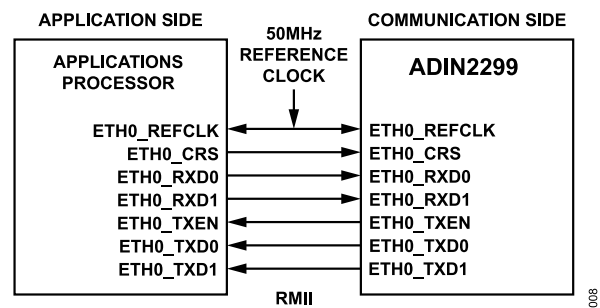 APPLICATION SIDE
COMMUNICATION SIDE
50MHz
REFERENCE
CLOCK
APPLICATIONS
PROCESSOR
ADIN2299
ETH0_REFCLK
ETH0_REFCLK
ETH0_CRS
ETH0_CRS
ETH0_RXD0
ETH0_RXD0
ETH0_RXD1
ETH0_RXD1
ETH0_TXEN
ETH0_TXEN
ETH0_TXD0
ETH0_TXD0
ETH0_TXD1
ETH0_TXD1
RMII
008